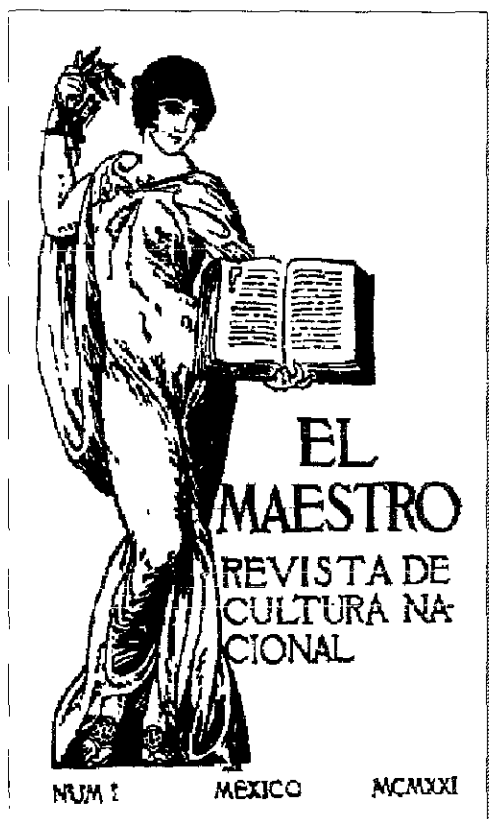 EL
MAESTRO
REVISTA DE
CULTURA NA-
CIONAL
NUM 1 MEXICO MCMXXI